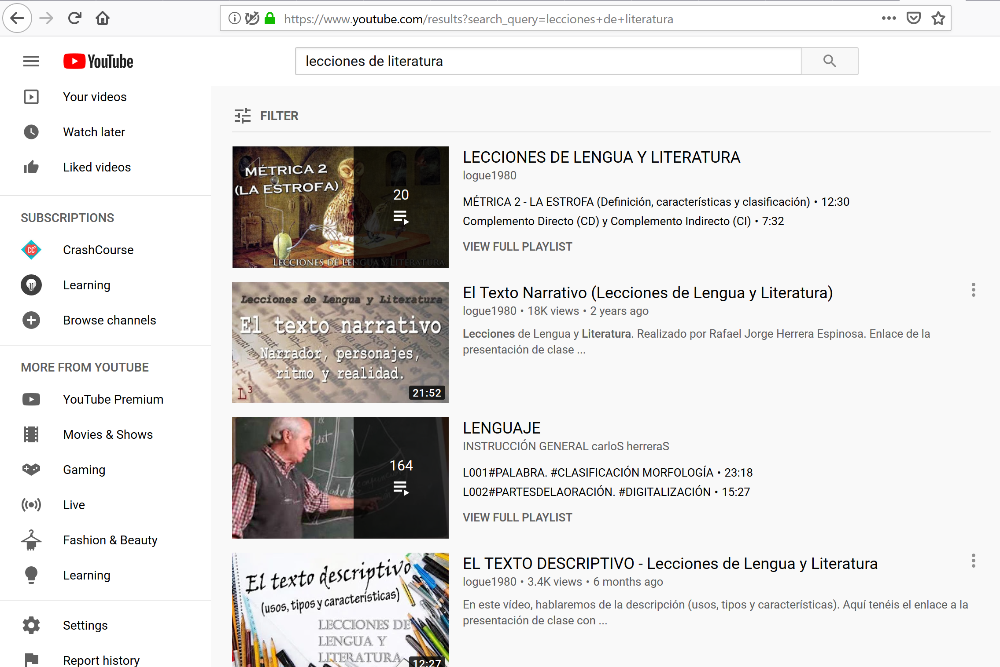 https://www.youtube.com/results?search_query=lecciones+de+literatura
YouTube
lecciones de literatura
Your videos
Watch later
Liked videos
SUBSCRIPTIONS
CC
CrashCourse
Learning
Browse channels
MORE FROM YOUTUBE
YouTube Premium
Movies & Shows
Gaming
Live
Fashion & Beauty
Learning
Settings
Report history
FILTER
MÉTRICA 2
(LA ESTROFA)
20
LECCIONES DE LENGUA Y LITERATURA
LECCIONES DE LENGUA Y LITERATURA
logue1980
MÉTRICA 2 - LA ESTROFA (Definición, características y clasificación) • 12:30
Complemento Directo (CD) y Complemento Indirecto (CI) • 7:32
VIEW FULL PLAYLIST
Lecciones de Lengua y Literatura
El texto narrativo
Narrador, personajes,
ritmo y realidad.
L3
21:52
El Texto Narrativo (Lecciones de Lengua y Literatura)
logue1980 • 18K views • 2 years ago
Lecciones de Lengua y Literatura. Realizado por Rafael Jorge Herrera Espinosa. Enlace de la
presentación de clase ...
det
164
LENGUAJE
INSTRUCCIÓN GENERAL carloS herreraS
L001#PALABRA. #CLASIFICACIÓN MORFOLOGÍA • 23:18
L002#PARTESDELAORACIÓN. #DIGITALIZACIÓN • 15:27
VIEW FULL PLAYLIST
El texto descriptivo
(usos, tipos y características)
LECCIONES DE
LENGUA Y
LITERATURA
12:27
EL TEXTO DESCRIPTIVO - Lecciones de Lengua y Literatura
logue1980 • 3.4K views • 6 months ago
En este vídeo, hablaremos de la descripción (usos, tipos y características). Aquí tenéis el enlace a la
presentación de clase con ...